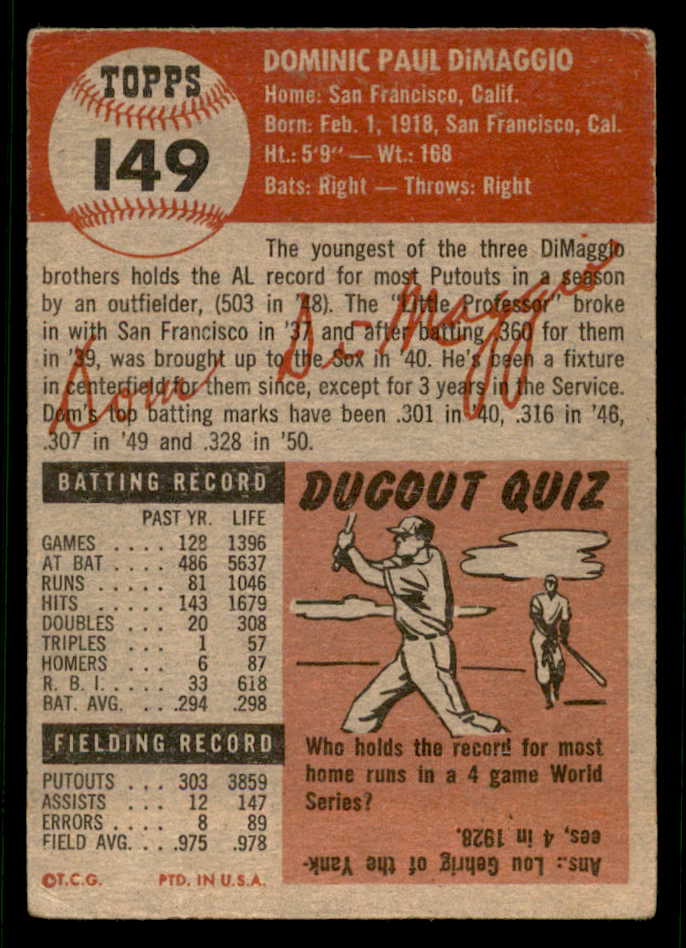 TOPPS
149
DOMINIC PAUL DiMAGGIO
Home: San Francisco, Calif.
Born: Feb. 1, 1918, San Francisco, Cal.
Ht.: 5'9" — Wt.: 168
Bats: Right — Throws: Right
The youngest of the three DiMaggio
brothers holds the AL record for most Putouts in a season
by an outfielder, (503 in '48). The "Little Professor" broke
in with San Francisco in '37 and after batting .360 for them
in '39, was brought up to the Sox in '40. He's been a fixture
in centerfield for them since, except for 3 years in the Service.
Dom's top batting marks have been .301 in '40, .316 in '46,
.307 in '49 and .328 in '50.
Dom DiMaggio
BATTING RECORD
PAST YR. LIFE
GAMES .... 128 1396
AT BAT .... 486 5637
RUNS ..... 81 1046
HITS ..... 143 1679
DOUBLES ... 20 308
TRIPLES ... 1 57
HOMERS ... 6 87
R. B. I. .... 33 618
BAT. AVG. ... .294 .298
FIELDING RECORD
PUTOUTS ... 303 3859
ASSISTS ... 12 147
ERRORS .... 8 89
FIELD AVG. ... .975 .978
©T.C.G. PTD. IN U.S.A.
DUGOUT QUIZ
Who holds the record for most
home runs in a 4 game World
Series?
Ans.: Lou Gehrig of the Yank-
ees, 4 in 1928.